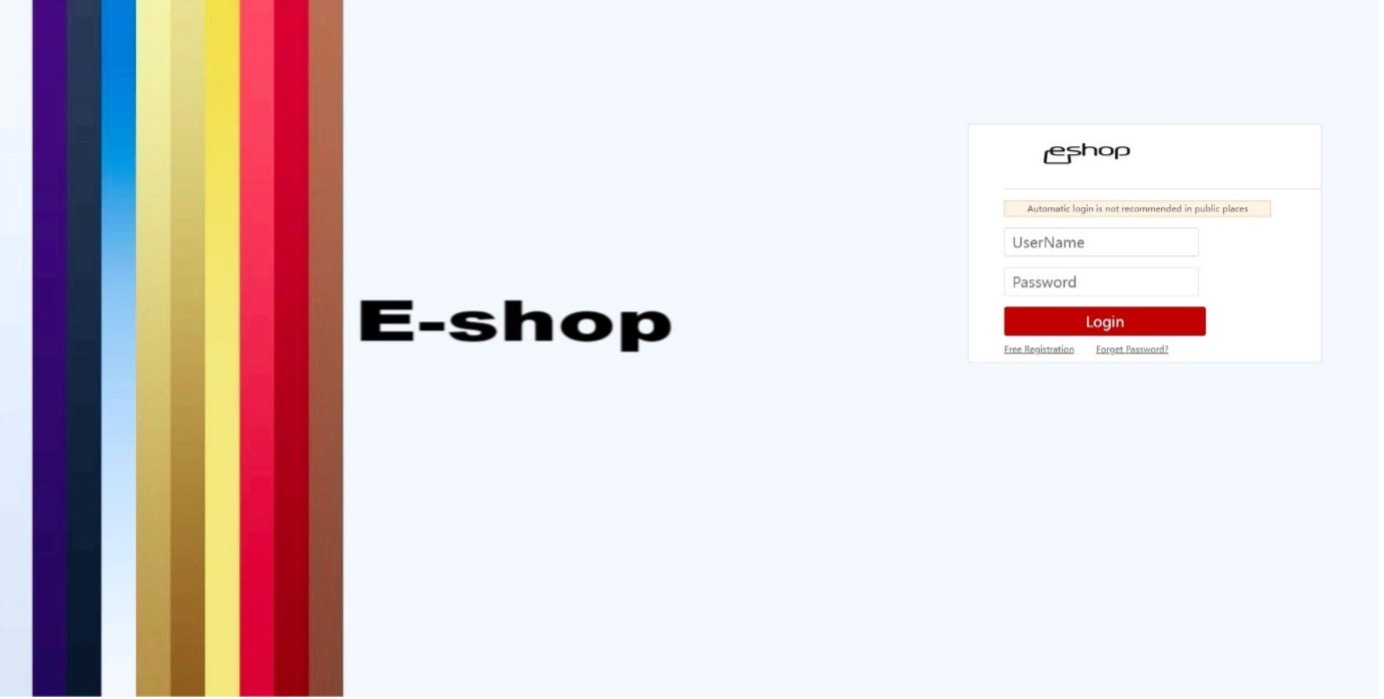 E-shop
eshop
Automatic login is not recommended in public places
UserName
Password
Login
Free Registration Forget Password?